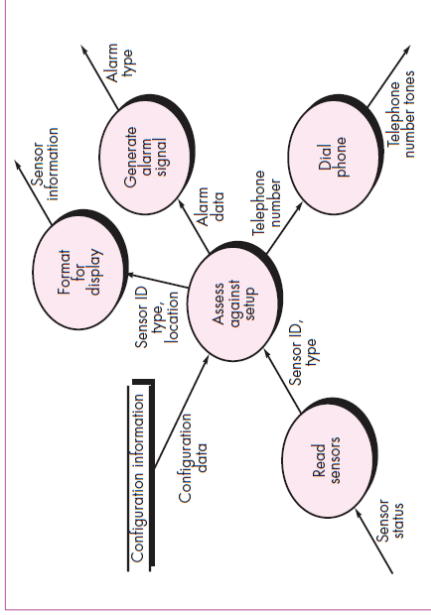 Sensor
status
Read
sensors
Sensor ID,
type
Configuration information
Configuration
data
Assess
against
setup
Sensor ID
type,
location
Format
for
display
Sensor
information
Alarm
data
Generate
alarm
signal
Alarm
type
Telephone
number
Dial
phone
Telephone
number tones